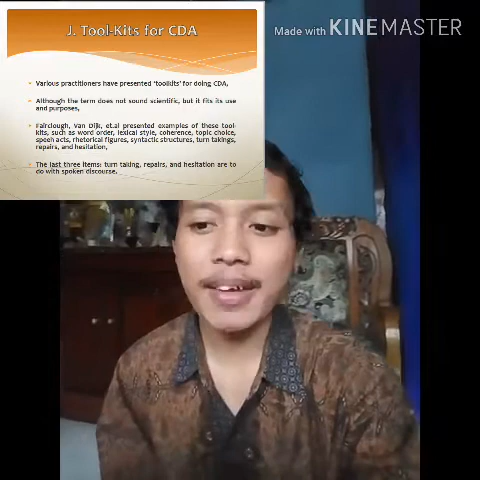 J. Tool-Kits for CDA
Made with KINEMASTER
Various practitioners have presented 'toolkits' for doing CDA,
Although the term does not sound scientific, but it fits its use
and purposes,
Fairclough, Van Dijk, et.al presented examples of these tool-
kits, such as word order, lexical style, coherence, topic choice,
speeh acts, rhetorical figures, syntactic structures, turn takings,
repairs, and hesitation,
The last three items: turn taking, repairs, and hesitation are to
do with spoken discourse.